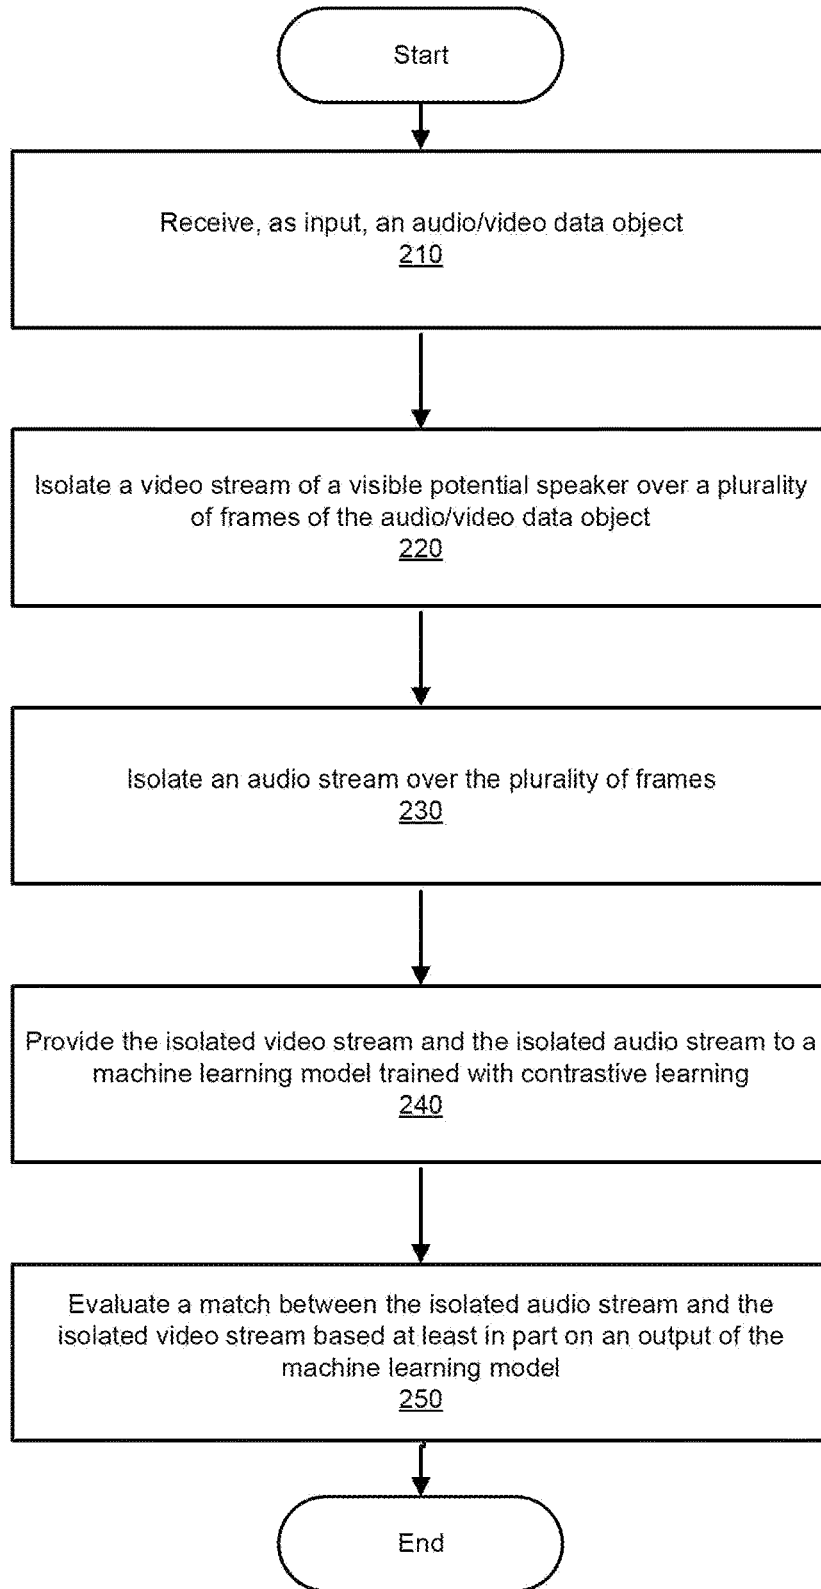 Start
Receive, as input, an audio/video data object
210
Isolate a video stream of a visible potential speaker over a plurality
of frames of the audio/video data object
220
Isolate an audio stream over the plurality of frames
230
Provide the isolated video stream and the isolated audio stream to a
machine learning model trained with contrastive learning
240
Evaluate a match between the isolated audio stream and the
isolated video stream based at least in part on an output of the
machine learning model
250
End